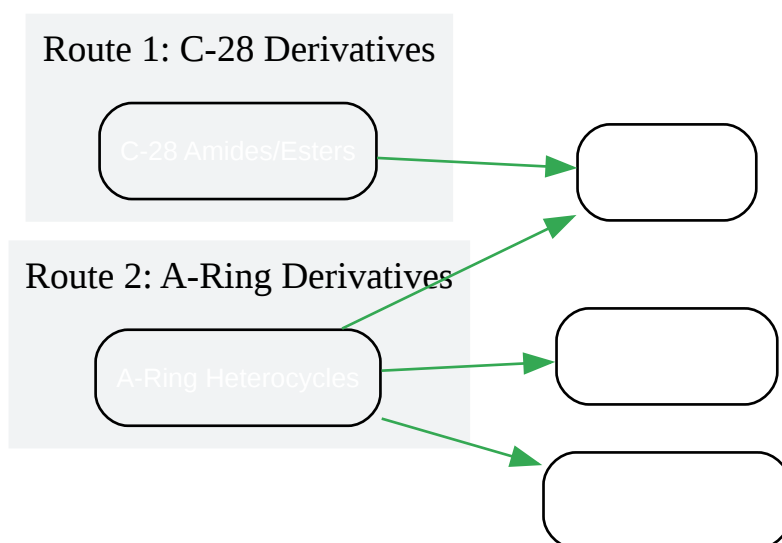 Route 1: C-28 Derivatives
C-28 Amides/Esters
Route 2: A-Ring Derivatives
A-Ring Heterocycles